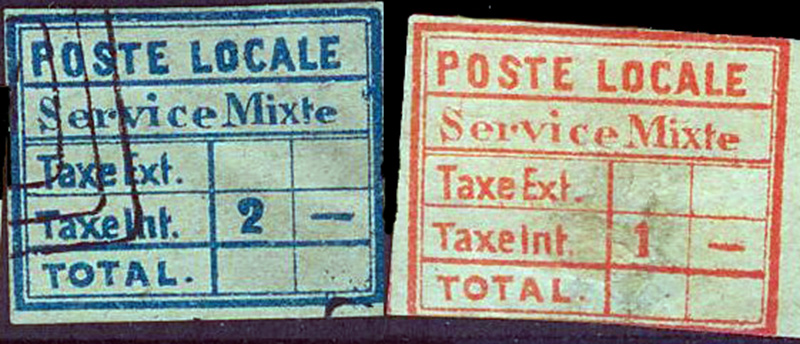 POSTE LOCALE
Service Mixte
Taxe Ext.
Taxe Int. 2 —
TOTAL.
POSTE LOCALE
Service Mixte
Taxe Ext.
Taxe Int. 1 —
TOTAL.